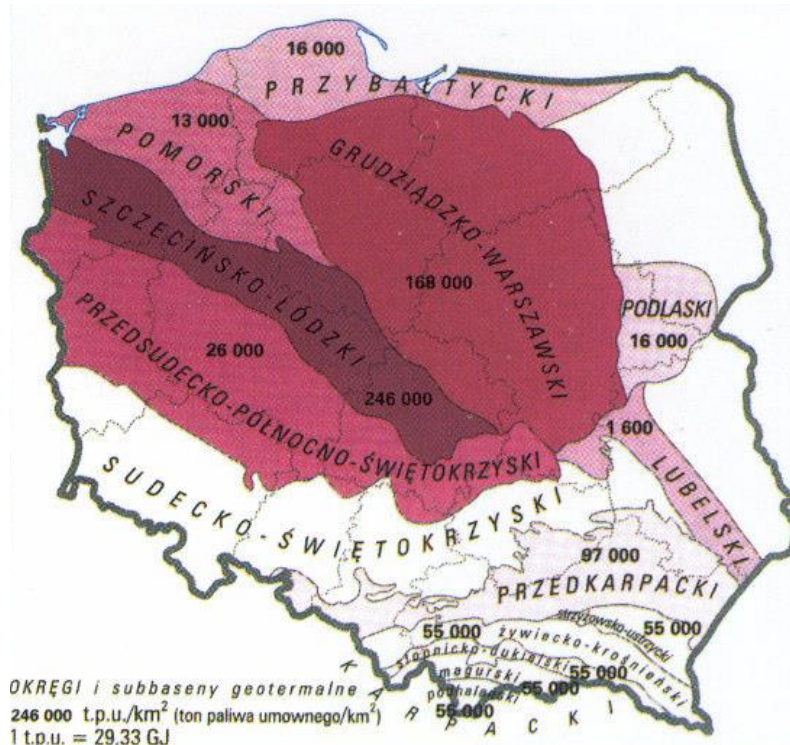 16 000
PRZYBAŁTYCKI
13 000
POMORSKI
GRUDZIĄDZKO-WARSZAWSKI
168 000
SZCZECIŃSKO-ŁÓDZKI
246 000
PODLASKI
16 000
26 000
PRZEDSUDECKO-PÓŁNOCNO-ŚWIĘTOKRZYSKI
1 600
LUBELSKI
SUDECKO-ŚWIĘTOKRZYSKI
97 000
PRZEDKARPACKI
strzyżowsko-ustrzycki
55 000
55 000
żywiecko-krośnieński
stopnicko-dukielski
55 000
magurski
55 000
podhalański
55 000
KARPACKI
OKRĘGI i subbaseny geotermalne
246 000 t.p.u./km² (ton paliwa umownego/km²)
1 t.p.u. = 29,33 GJ